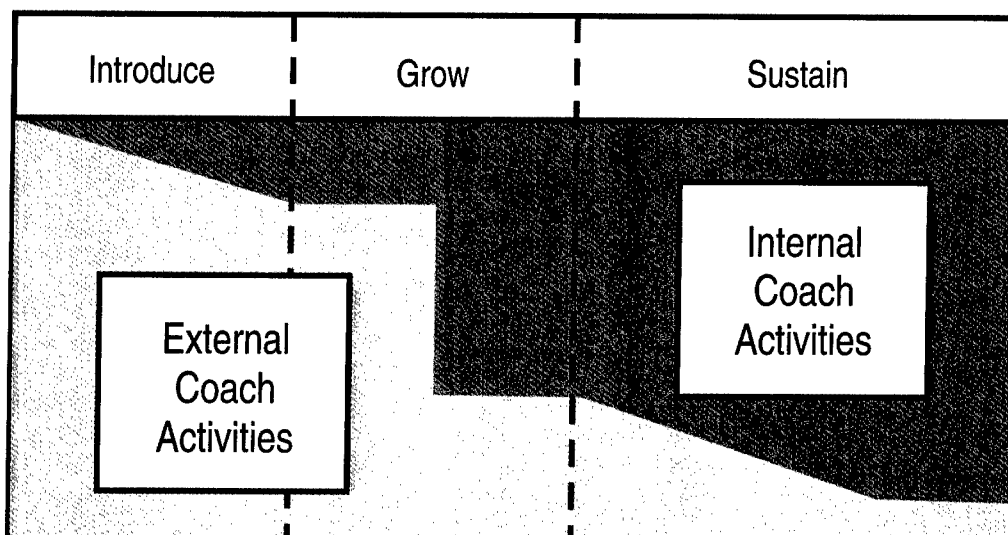 Introduce
Grow
Sustain
External
Coach
Activities
Internal
Coach
Activities